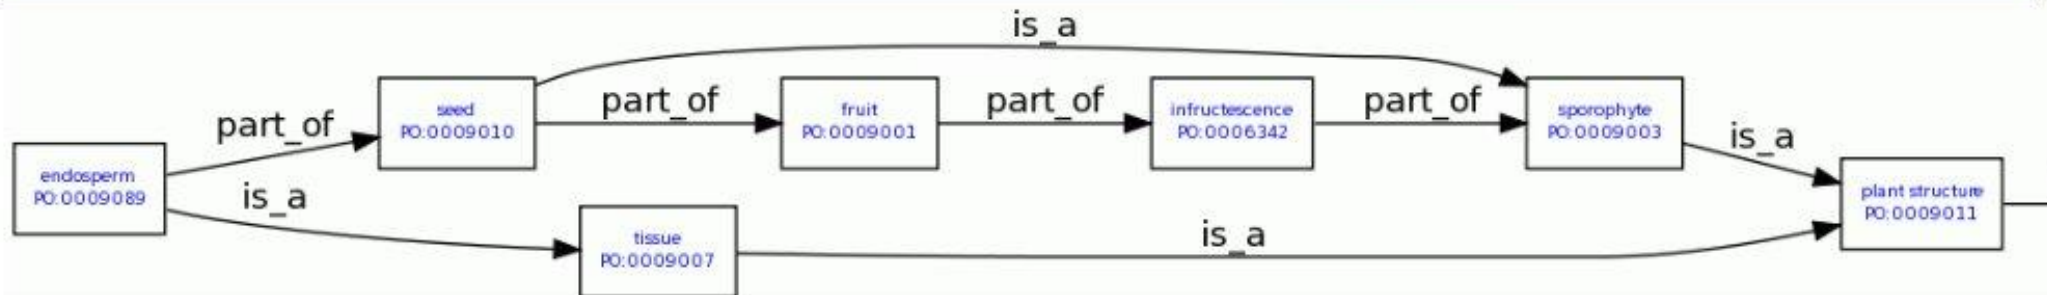 is_a
part_of
seed
PO:0009010
part_of
fruit
PO:0009001
part_of
infructescence
PO:0006342
part_of
sporophyte
PO:0009003
is_a
endosperm
PO:0009089
is_a
tissue
PO:0009007
is_a
plant structure
PO:0009011